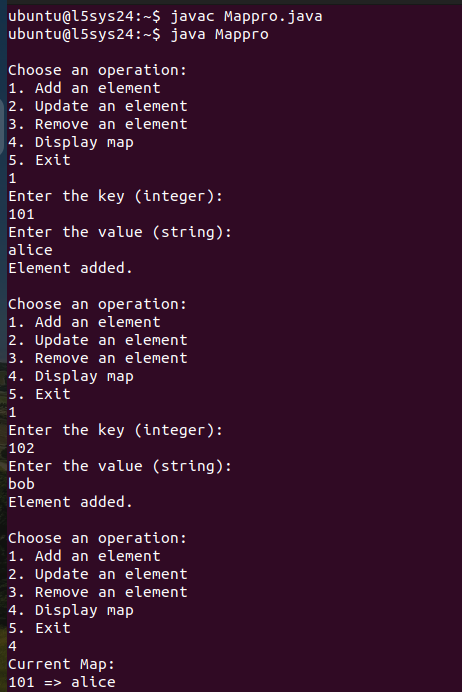 ubuntu@l5sys24:~$ javac Mappro.java
ubuntu@l5sys24:~$ java Mappro
Choose an operation:
1. Add an element
2. Update an element
3. Remove an element
4. Display map
5. Exit
1
Enter the key (integer):
101
Enter the value (string):
alice
Element added.
Choose an operation:
1. Add an element
2. Update an element
3. Remove an element
4. Display map
5. Exit
1
Enter the key (integer):
102
Enter the value (string):
bob
Element added.
Choose an operation:
1. Add an element
2. Update an element
3. Remove an element
4. Display map
5. Exit
4
Current Map:
101 => alice